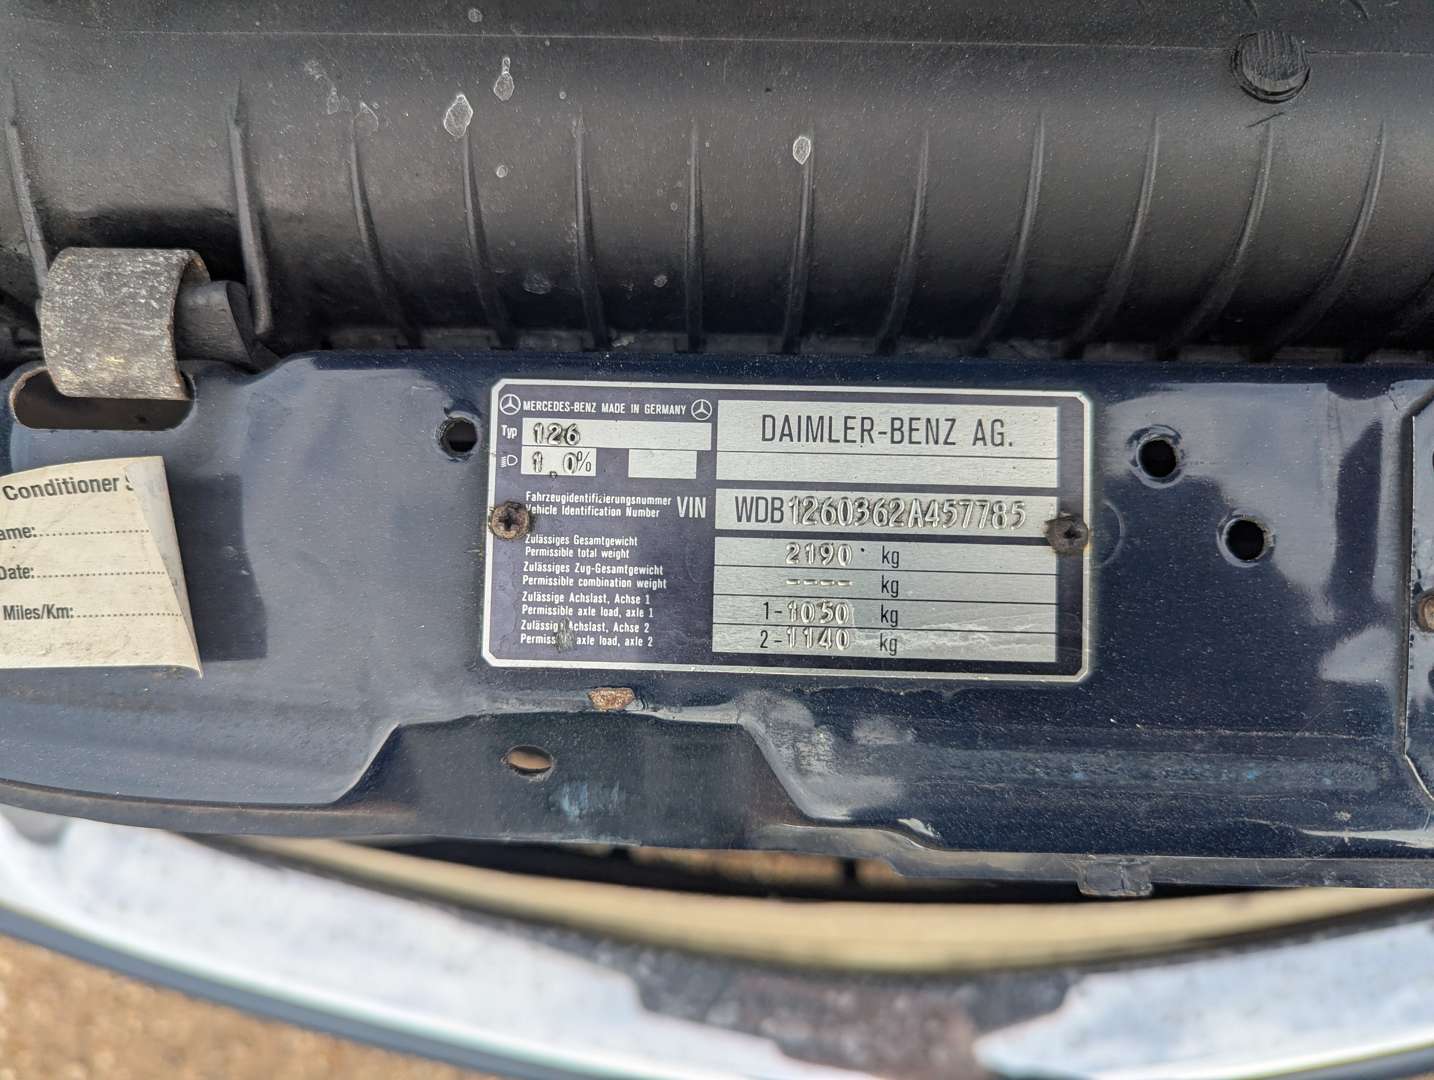 MERCEDES-BENZ MADE IN GERMANY
DAIMLER-BENZ AG.
Typ 126
1.0%
Fahrzeugidentifizierungsnummer
Vehicle Identification Number VIN WDB1260362A457785
Zulässiges Gesamtgewicht
Permissible total weight 2190 kg
Zulässiges Zug-Gesamtgewicht
Permissible combination weight ---- kg
Zulässige Achslast, Achse 1
Permissible axle load, axle 1 1-1050 kg
Zulässige Achslast, Achse 2
Permissible axle load, axle 2 2-1140 kg
Conditioner
ame:
Date:
Miles/Km: